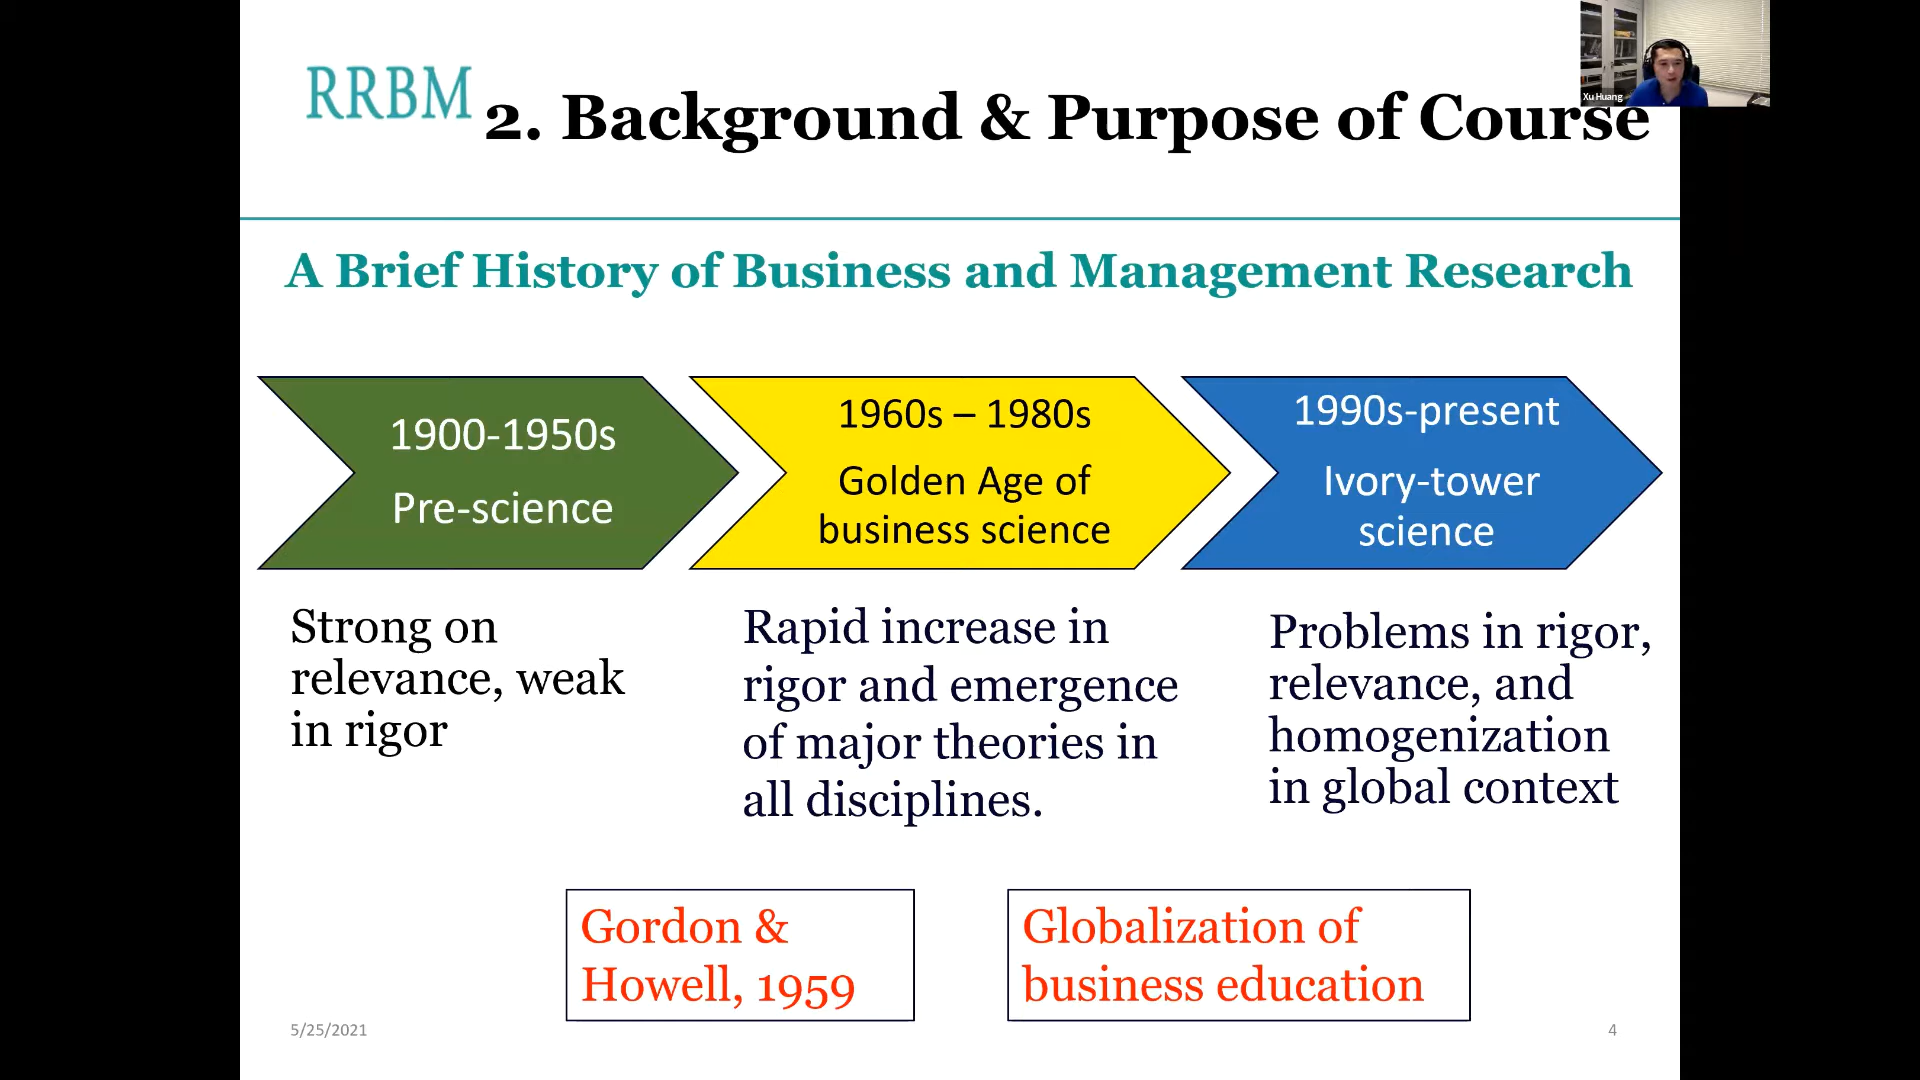 RRBM
2. Background & Purpose of Course
Xu Huang
A Brief History of Business and Management Research
1900-1950s
Pre-science
1960s – 1980s
Golden Age of
business science
1990s-present
Ivory-tower
science
Strong on
relevance, weak
in rigor
Rapid increase in
rigor and emergence
of major theories in
all disciplines.
Problems in rigor,
relevance, and
homogenization
in global context
Gordon &
Howell, 1959
Globalization of
business education
5/25/2021
4